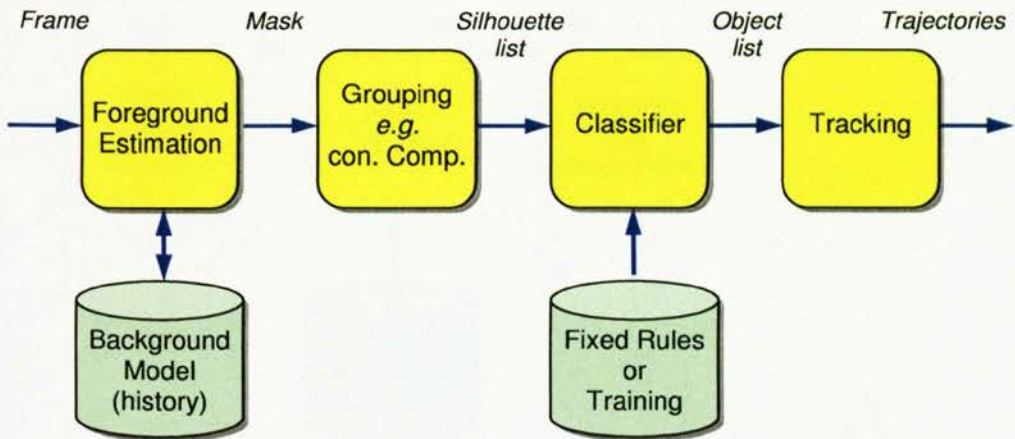 Frame
Mask
Silhouette
list
Object
list
Trajectories
Foreground
Estimation
Grouping
e.g.
con. Comp.
Classifier
Tracking
Background
Model
(history)
Fixed Rules
or
Training